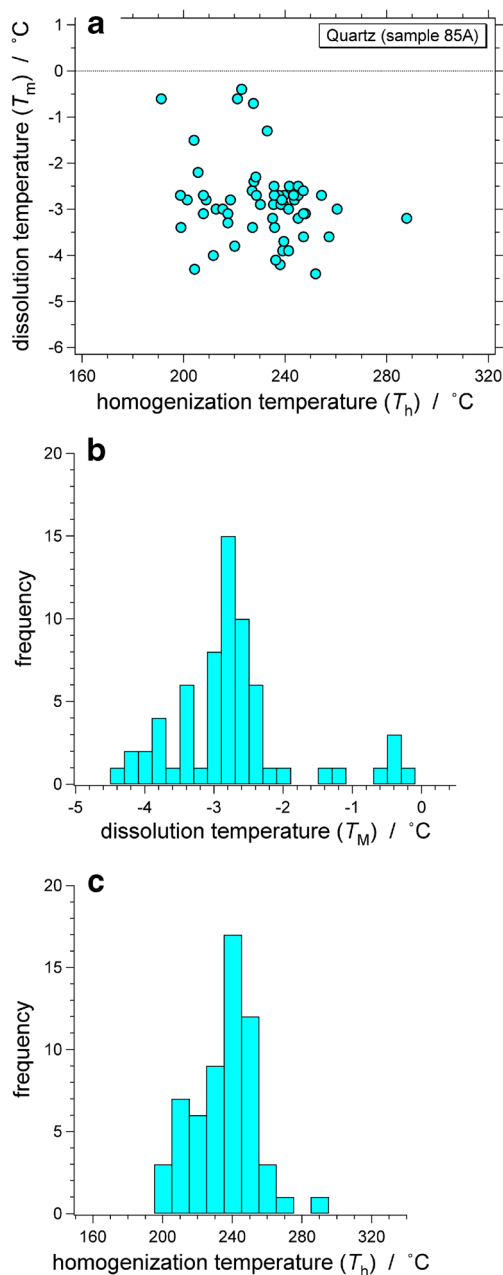 a
Quartz (sample 85A)
dissolution temperature (Tm) / °C
1
0
-1
-2
-3
-4
-5
-6
160 200 240 280 320
homogenization temperature (Th) / °C
b
frequency
20
15
10
5
0
-5 -4 -3 -2 -1 0
dissolution temperature (TM) / °C
c
frequency
20
15
10
5
0
160 200 240 280 320
homogenization temperature (Th) / °C